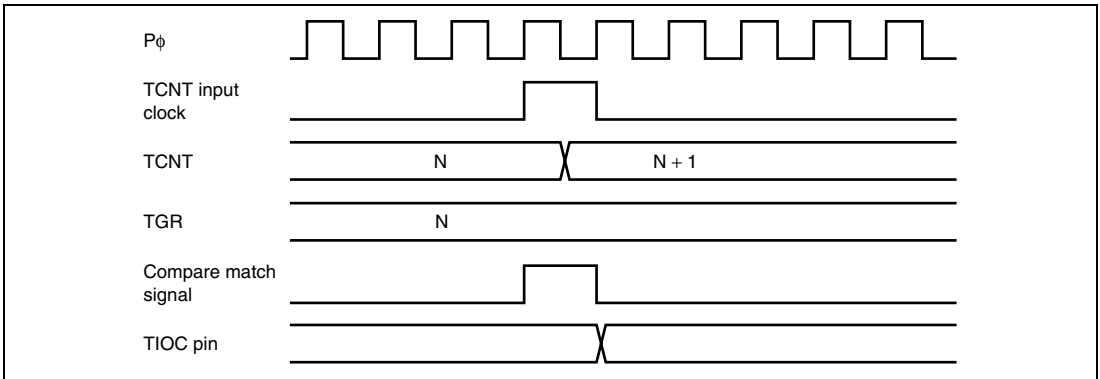 Pϕ
TCNT input
clock
TCNT
N
N + 1
TGR
N
Compare match
signal
TIOC pin